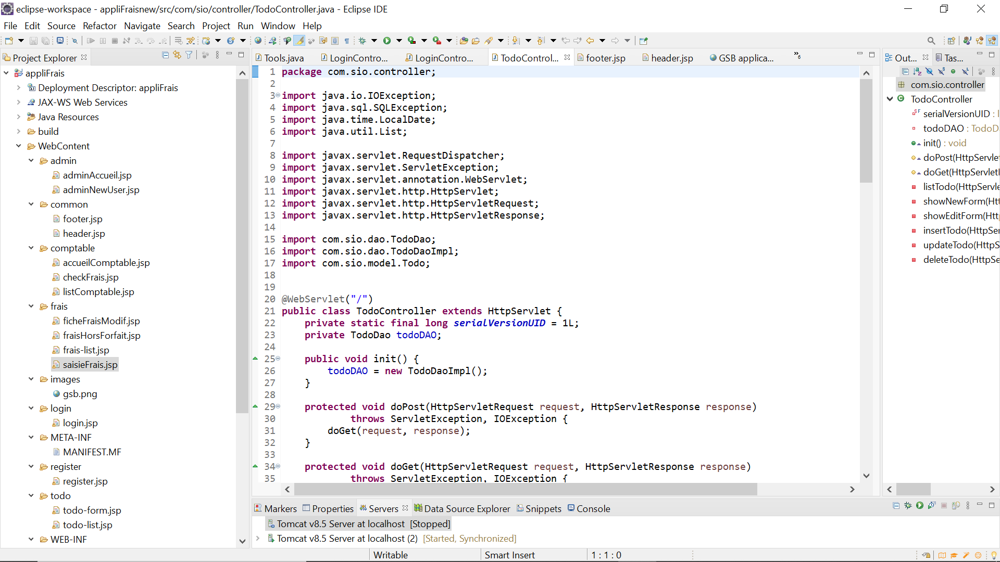 eclipse-workspace - appliFraisnew/src/com/sio/controller/TodoController.java - Eclipse IDE
File Edit Source Refactor Navigate Search Project Run Window Help
Project Explorer
appliFrais
Deployment Descriptor: appliFrais
JAX-WS Web Services
Java Resources
build
WebContent
admin
adminAccueil.jsp
adminNewUser.jsp
common
footer.jsp
header.jsp
comptable
accueilComptable.jsp
checkFrais.jsp
listComptable.jsp
frais
ficheFraisModif.jsp
fraisHorsForfait.jsp
frais-list.jsp
saisieFrais.jsp
images
gsb.png
login
login.jsp
META-INF
MANIFEST.MF
register
register.jsp
todo
todo-form.jsp
todo-list.jsp
WEB-INF
Tools.java LoginContro... LoginContro... TodoControl... footer.jsp header.jsp GSB applica... »6
1 package com.sio.controller;
2
3 import java.io.IOException;
4 import java.sql.SQLException;
5 import java.time.LocalDate;
6 import java.util.List;
7
8 import javax.servlet.RequestDispatcher;
9 import javax.servlet.ServletException;
10 import javax.servlet.annotation.WebServlet;
11 import javax.servlet.http.HttpServlet;
12 import javax.servlet.http.HttpServletRequest;
13 import javax.servlet.http.HttpServletResponse;
14
15 import com.sio.dao.TodoDao;
16 import com.sio.dao.TodoDaoImpl;
17 import com.sio.model.Todo;
18
19
20 @WebServlet("/")
21 public class TodoController extends HttpServlet {
22 private static final long serialVersionUID = 1L;
23 private TodoDao todoDAO;
24
25 public void init() {
26 todoDAO = new TodoDaoImpl();
27 }
28
29 protected void doPost(HttpServletRequest request, HttpServletResponse response)
30 throws ServletException, IOException {
31 doGet(request, response);
32 }
33
34 protected void doGet(HttpServletRequest request, HttpServletResponse response)
35 throws ServletException, IOException {
Out... Tas...
com.sio.controller
TodoController
serialVersionUID : l
todoDAO : TodoD
init() : void
doPost(HttpServlet
doGet(HttpServletI
listTodo(HttpServle
showNewForm(Htt
showEditForm(Http
insertTodo(HttpSer
updateTodo(HttpS
deleteTodo(HttpSe
Markers Properties Servers Data Source Explorer Snippets Console
Tomcat v8.5 Server at localhost [Stopped]
Tomcat v8.5 Server at localhost (2) [Started, Synchronized]
Writable Smart Insert 1 : 1 : 0